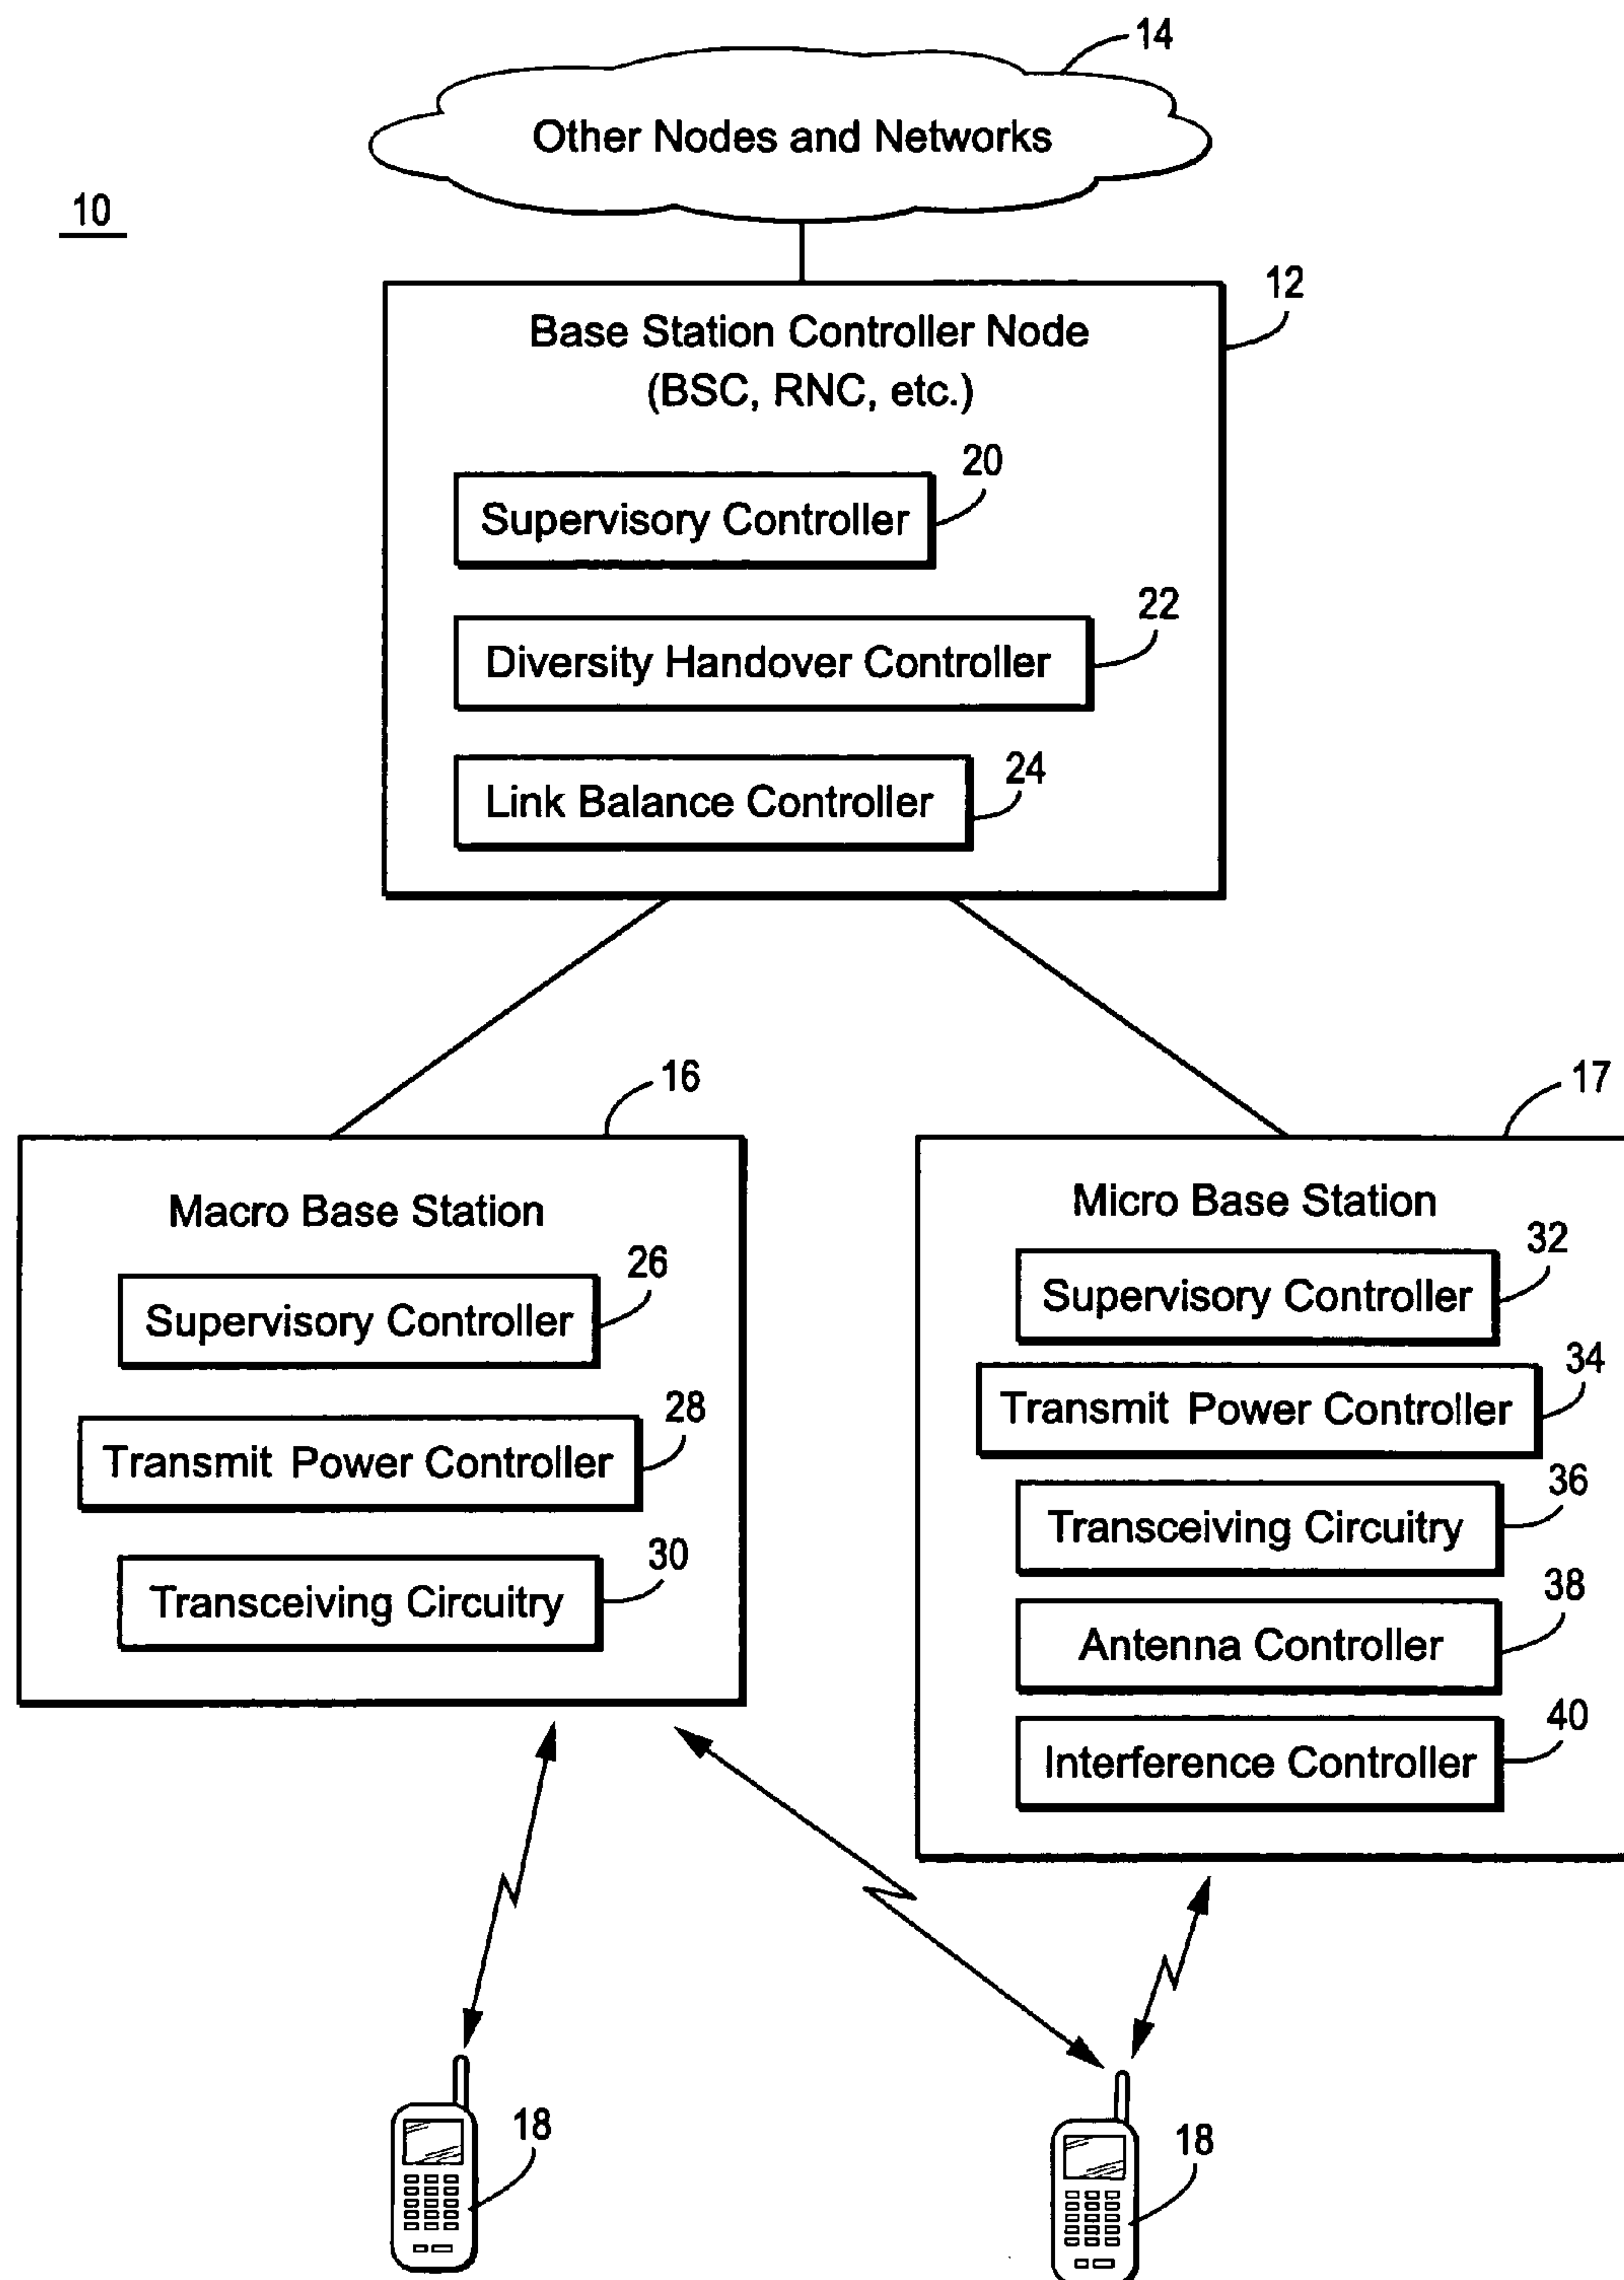 14
Other Nodes and Networks
10
12
Base Station Controller Node
(BSC, RNC, etc.)
20
Supervisory Controller
22
Diversity Handover Controller
24
Link Balance Controller
16
17
Macro Base Station
26
Supervisory Controller
28
Transmit Power Controller
30
Transceiving Circuitry
Micro Base Station
32
Supervisory Controller
34
Transmit Power Controller
36
Transceiving Circuitry
38
Antenna Controller
40
Interference Controller
18
18